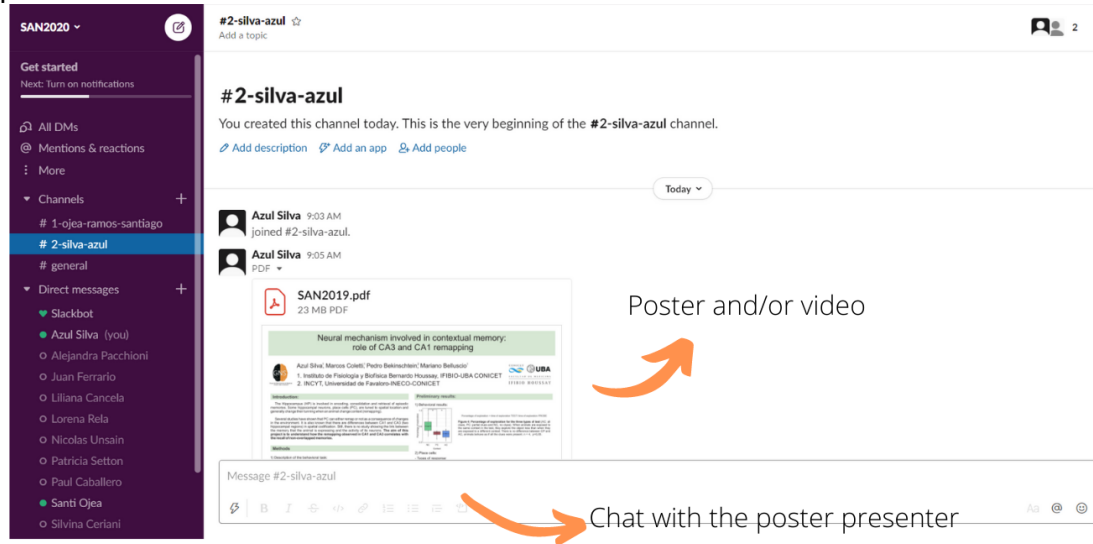 SAN2020
Get started
Next: Turn on notifications
All DMs
@ Mentions & reactions
More
Channels
# 1-ojea-ramos-santiago
# 2-silva-azul
# general
Direct messages
Slackbot
Azul Silva (you)
Alejandra Pacchioni
Juan Ferrario
Liliana Cancela
Lorena Rela
Nicolas Unsain
Patricia Setton
Paul Caballero
Santi Ojea
Silvina Ceriani
#2-silva-azul
Add a topic
2
#2-silva-azul
You created this channel today. This is the very beginning of the #2-silva-azul channel.
Add description Add an app Add people
Today
Azul Silva 9:03 AM
joined #2-silva-azul.
Azul Silva 9:05 AM
PDF
SAN2019.pdf
23 MB PDF
Neural mechanism involved in contextual memory:
role of CA3 and CA1 remapping
Azul Silva, Marcos Coletti, Pedro Bekinschtein, Mariano Belluscio
1. Instituto de Fisiología y Biofísica Bernardo Houssay, IFIBIO-UBA CONICET
2. INCYT, Universidad de Favaloro-INECO-CONICET
UBA
IFIBIO HOUSSAY
Introduction
Preliminary results
Methods
Poster and/or video
Message #2-silva-azul
B I S </>
Aa @
Chat with the poster presenter